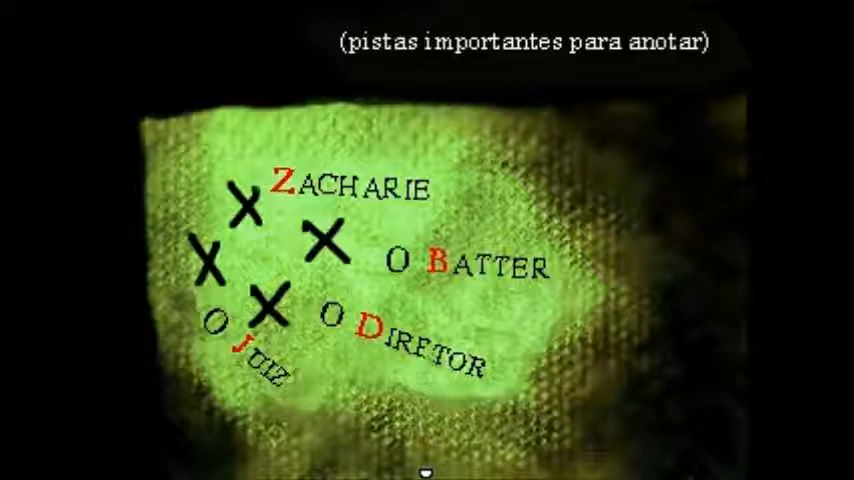 (pistas importantes para anotar)
ZACHARIE
O BATTER
O DIRETOR
O JUIZ